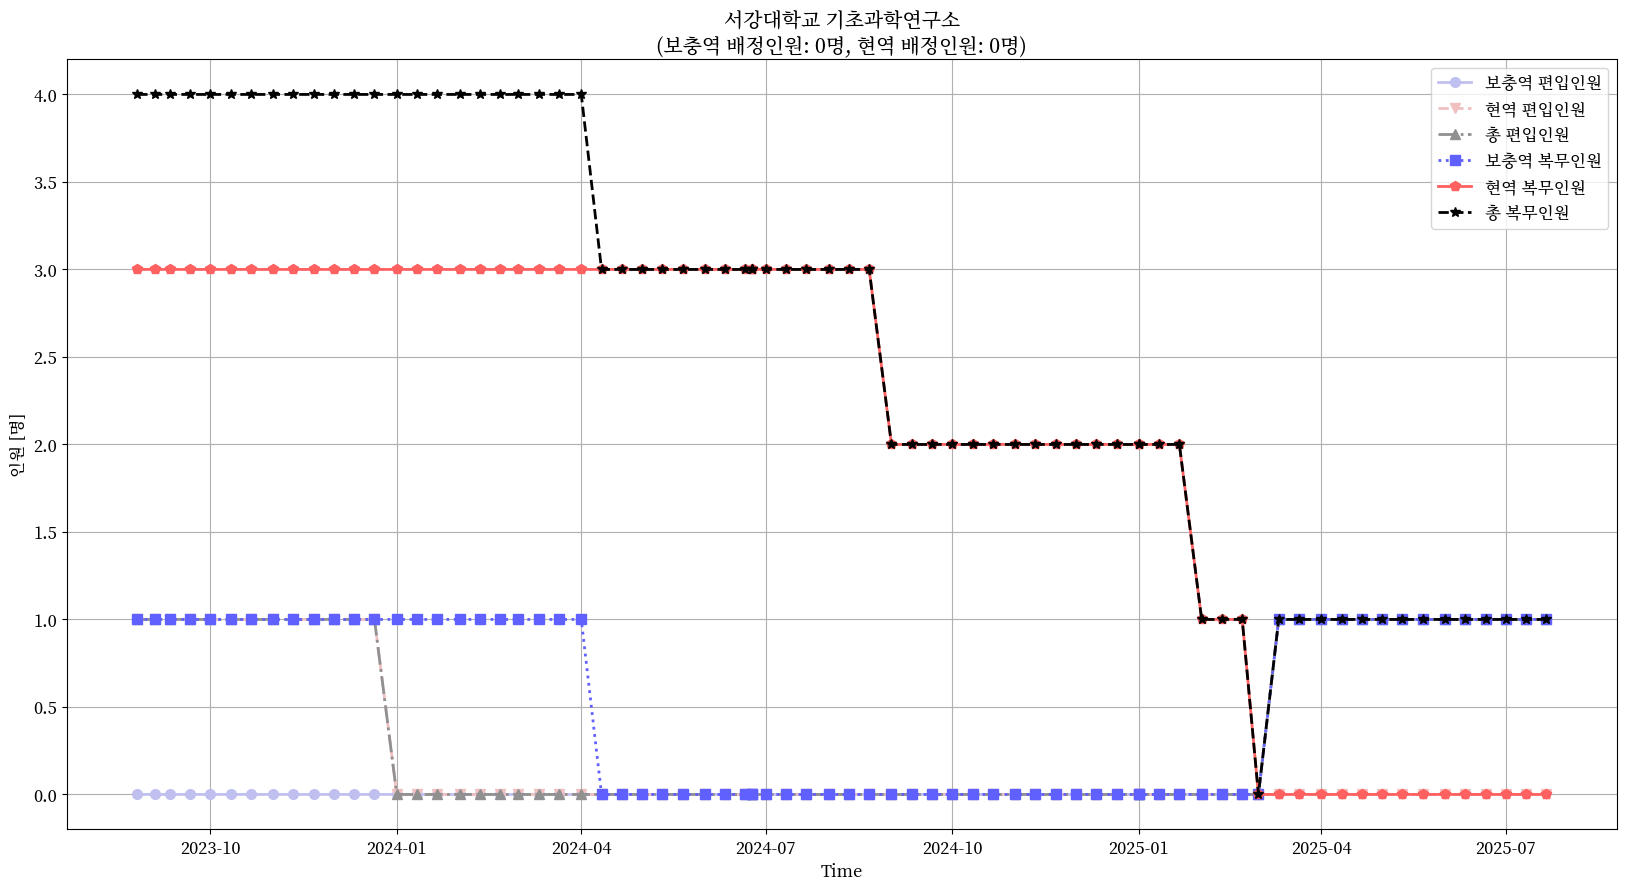 서강대학교 기초과학연구소
(보충역 배정인원: 0명, 현역 배정인원: 0명)
보충역 편입인원
현역 편입인원
총 편입인원
보충역 복무인원
현역 복무인원
총 복무인원
인원 [명]
4.0
3.5
3.0
2.5
2.0
1.5
1.0
0.5
0.0
2023-10
2024-01
2024-04
2024-07
2024-10
2025-01
2025-04
2025-07
Time